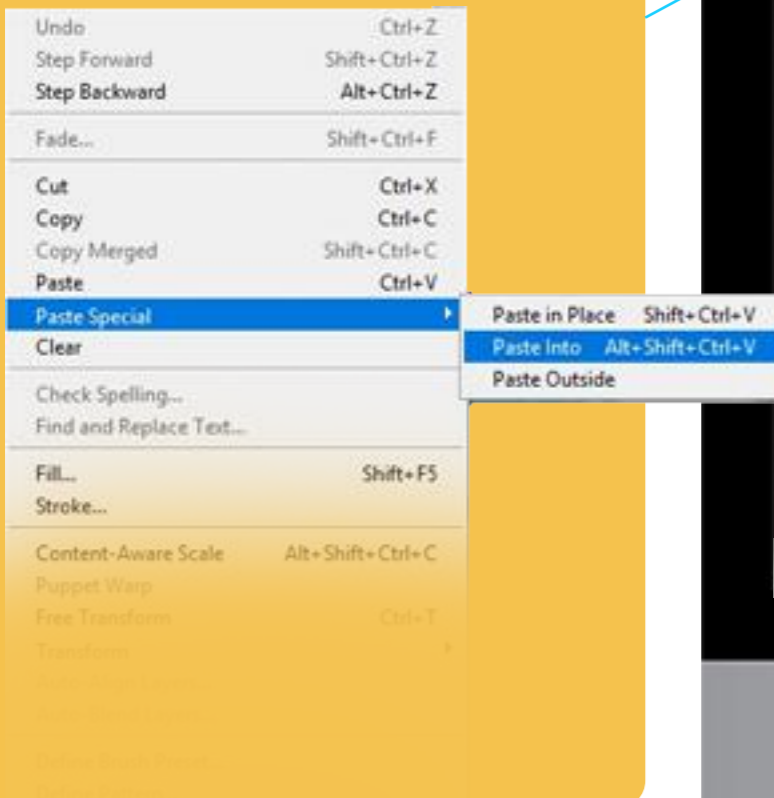 Undo Ctrl+Z
Step Forward Shift+Ctrl+Z
Step Backward Alt+Ctrl+Z
Fade... Shift+Ctrl+F
Cut Ctrl+X
Copy Ctrl+C
Copy Merged Shift+Ctrl+C
Paste Ctrl+V
Paste Special
Paste in Place Shift+Ctrl+V
Paste Into Alt+Shift+Ctrl+V
Paste Outside
Clear
Check Spelling...
Find and Replace Text...
Fill... Shift+F5
Stroke...
Content-Aware Scale Alt+Shift+Ctrl+C
Puppet Warp
Free Transform Ctrl+T
Transform